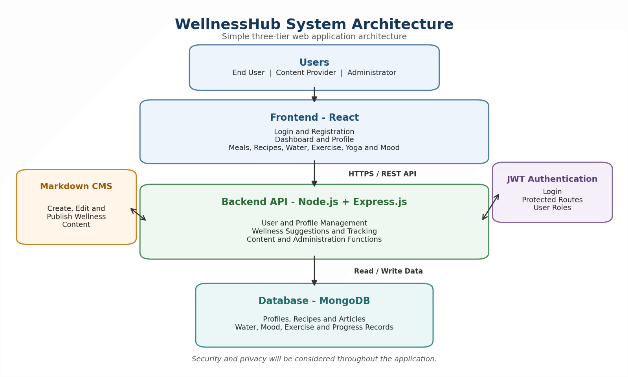 WellnessHub System Architecture
Simple three-tier web application architecture
Users
End User | Content Provider | Administrator
Frontend - React
Login and Registration
Dashboard and Profile
Meals, Recipes, Water, Exercise, Yoga and Mood
HTTPS / REST API
Markdown CMS
Create, Edit and
Publish Wellness
Content
Backend API - Node.js + Express.js
User and Profile Management
Wellness Suggestions and Tracking
Content and Administration Functions
JWT Authentication
Login
Protected Routes
User Roles
Read / Write Data
Database - MongoDB
Profiles, Recipes and Articles
Water, Mood, Exercise and Progress Records
Security and privacy will be considered throughout the application.